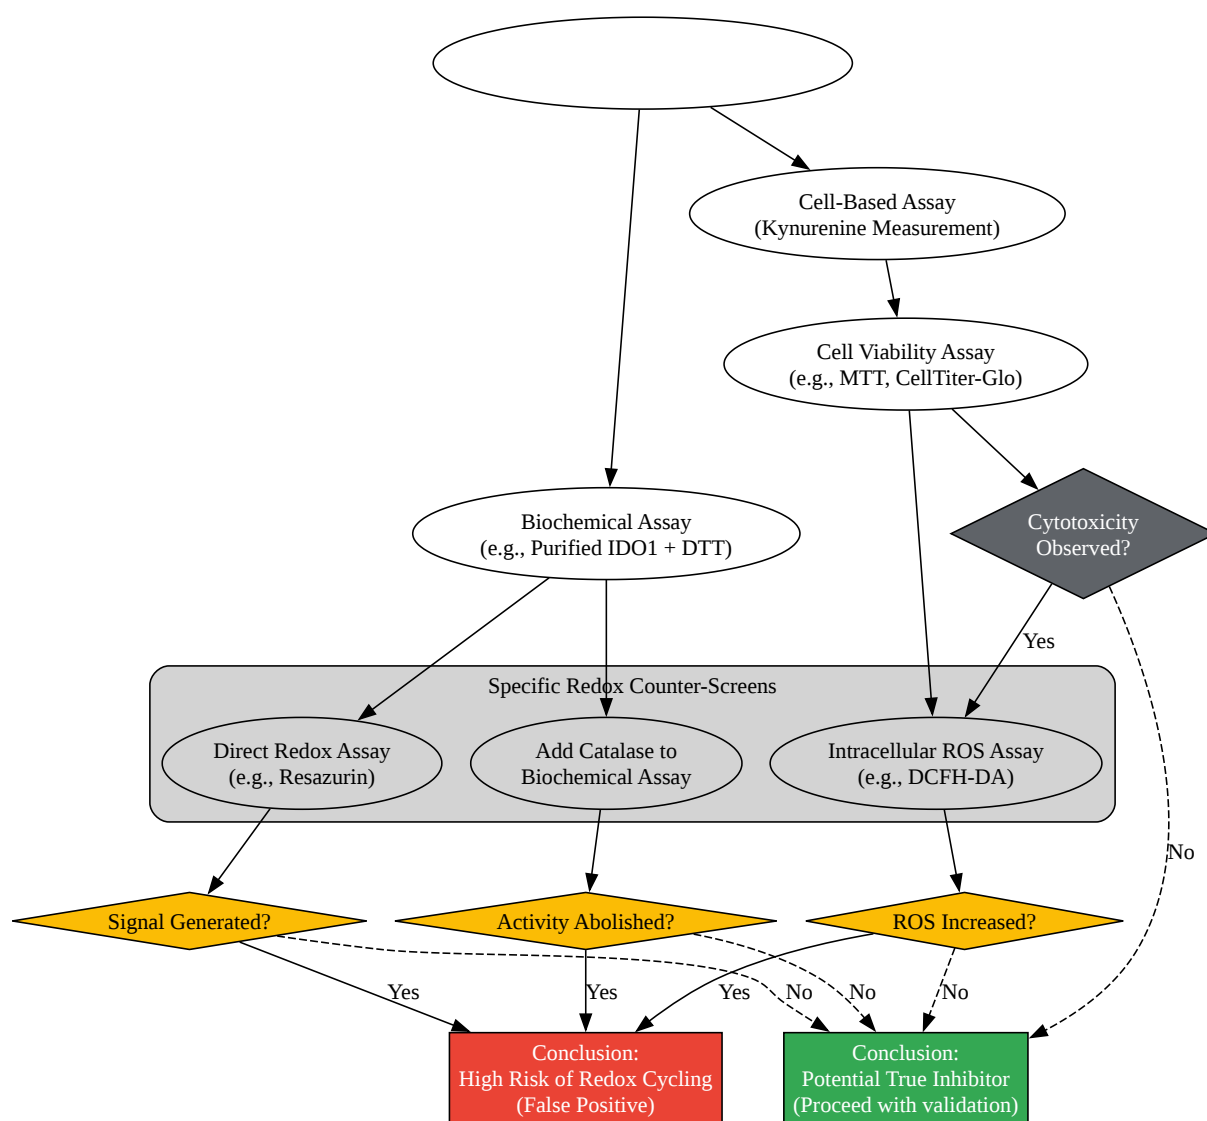 Cell-Based Assay
(Kynurenine Measurement)
Cell Viability Assay
(e.g., MTT, CellTiter-Glo)
Biochemical Assay
(e.g., Purified IDO1 + DTT)
Cytotoxicity
Observed?
Yes
Specific Redox Counter-Screens
Direct Redox Assay
(e.g., Resazurin)
Add Catalase to
Biochemical Assay
Intracellular ROS Assay
(e.g., DCFH-DA)
No
Signal Generated?
Activity Abolished?
ROS Increased?
Yes
Yes
Yes
No
No
No
Conclusion:
High Risk of Redox Cycling
(False Positive)
Conclusion:
Potential True Inhibitor
(Proceed with validation)